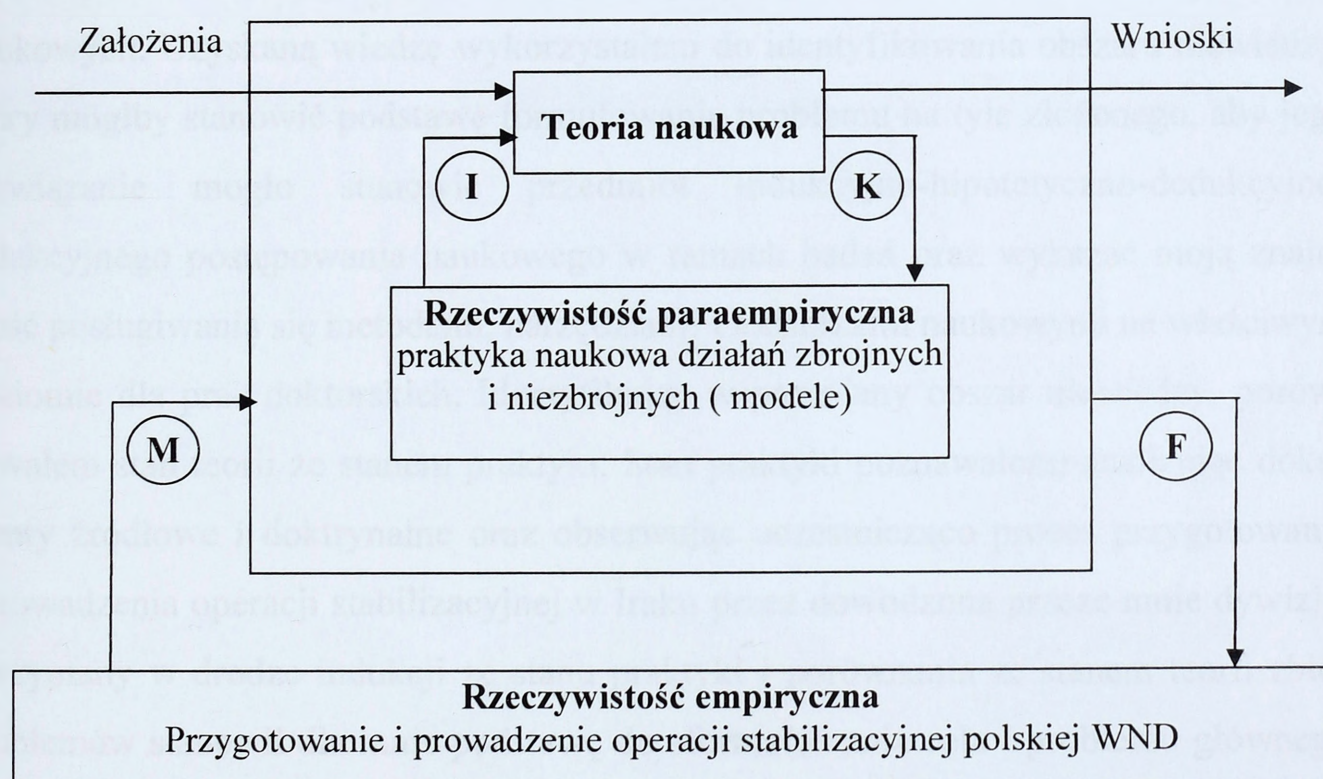 Założenia
Wnioski
Teoria naukowa
I
K
Rzeczywistość paraempiryczna
praktyka naukowa działań zbrojnych
i niezbrojnych ( modele)
M
F
Rzeczywistość empiryczna
Przygotowanie i prowadzenie operacji stabilizacyjnej polskiej WND